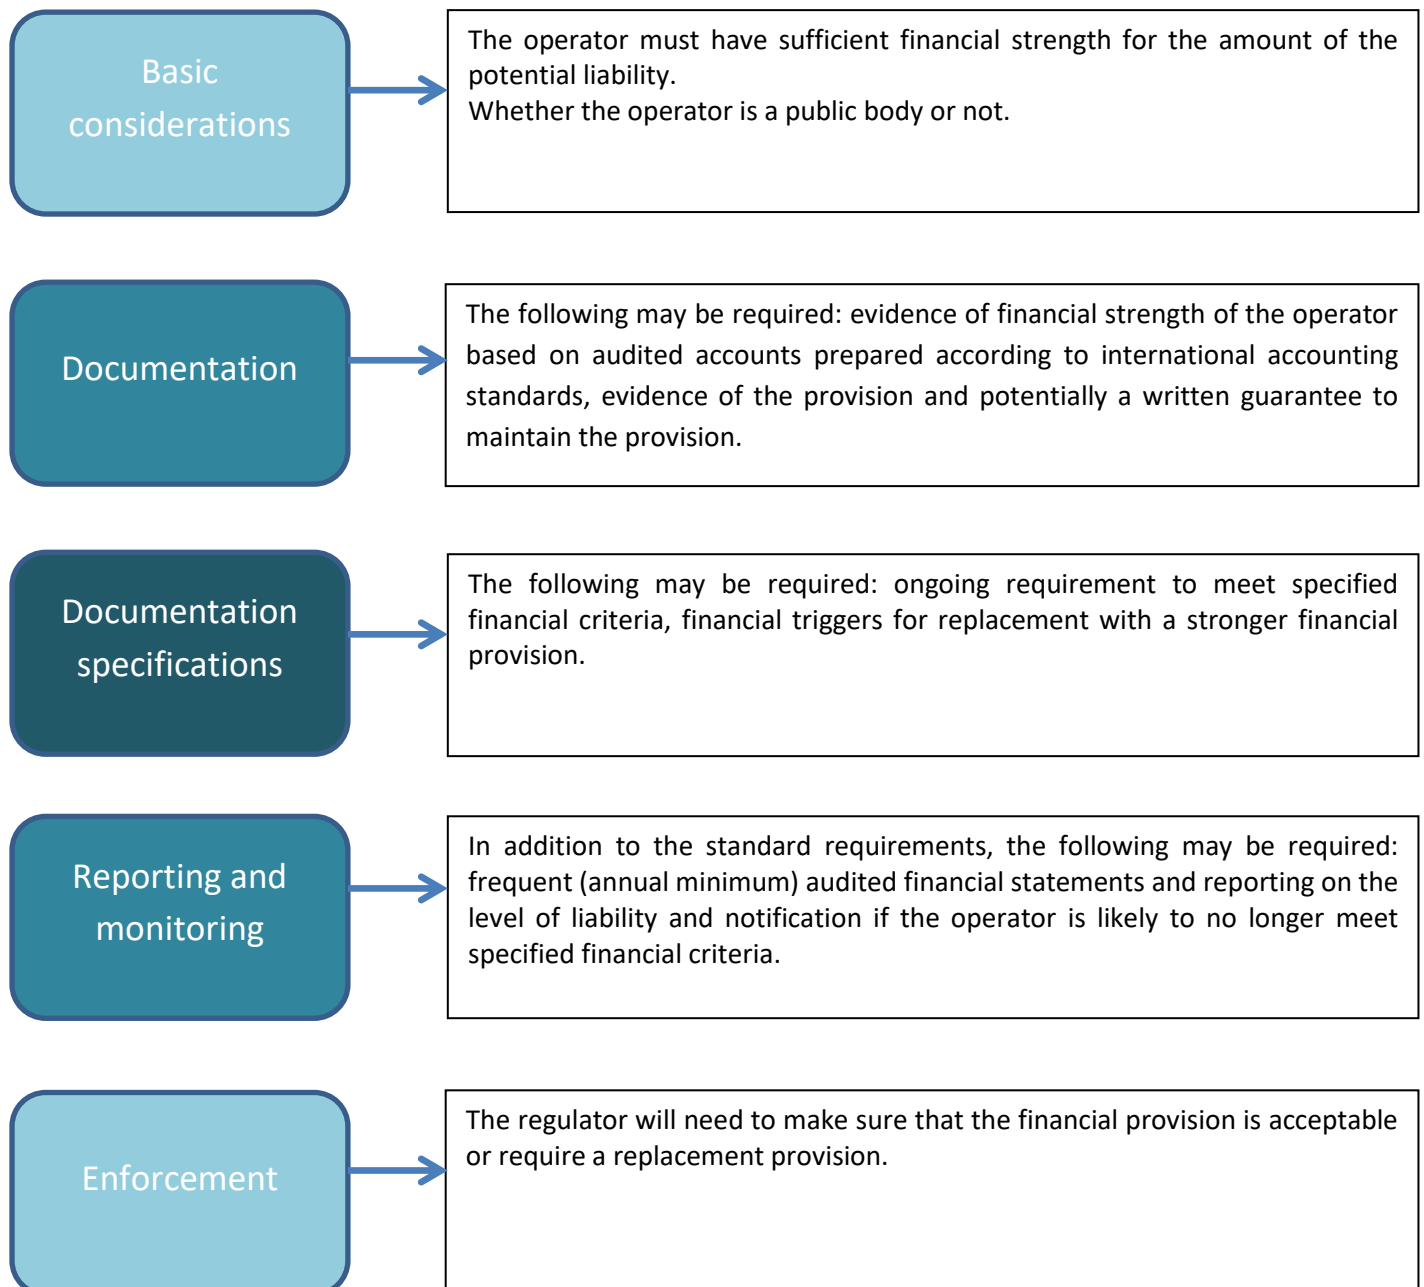 Basic
considerations
The operator must have sufficient financial strength for the amount of the
potential liability.
Whether the operator is a public body or not.
Documentation
The following may be required: evidence of financial strength of the operator
based on audited accounts prepared according to international accounting
standards, evidence of the provision and potentially a written guarantee to
maintain the provision.
Documentation
specifications
The following may be required: ongoing requirement to meet specified
financial criteria, financial triggers for replacement with a stronger financial
provision.
Reporting and
monitoring
In addition to the standard requirements, the following may be required:
frequent (annual minimum) audited financial statements and reporting on the
level of liability and notification if the operator is likely to no longer meet
specified financial criteria.
Enforcement
The regulator will need to make sure that the financial provision is acceptable
or require a replacement provision.